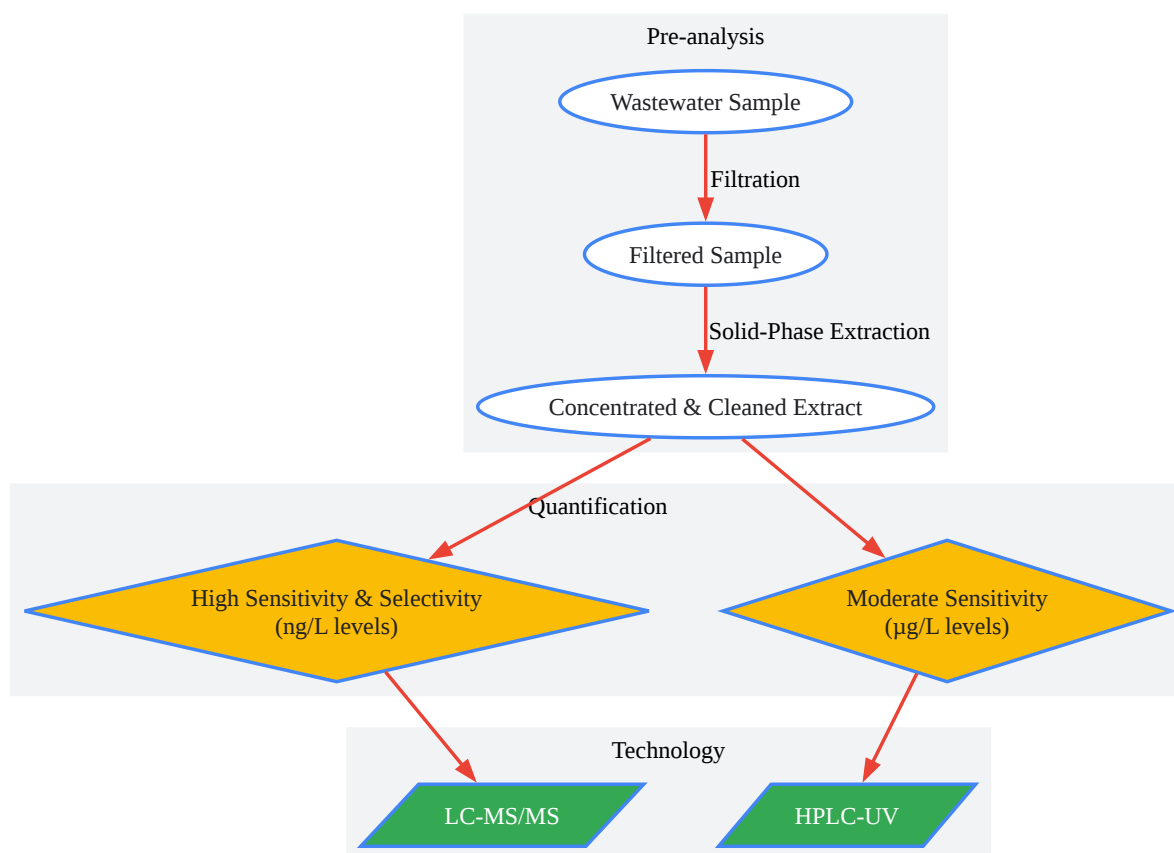 Pre-analysis
Wastewater Sample
Filtration
Filtered Sample
Solid-Phase Extraction
Concentrated & Cleaned Extract
Quantification
High Sensitivity & Selectivity
(ng/L levels)
Moderate Sensitivity
(µg/L levels)
Technology
LC-MS/MS
HPLC-UV